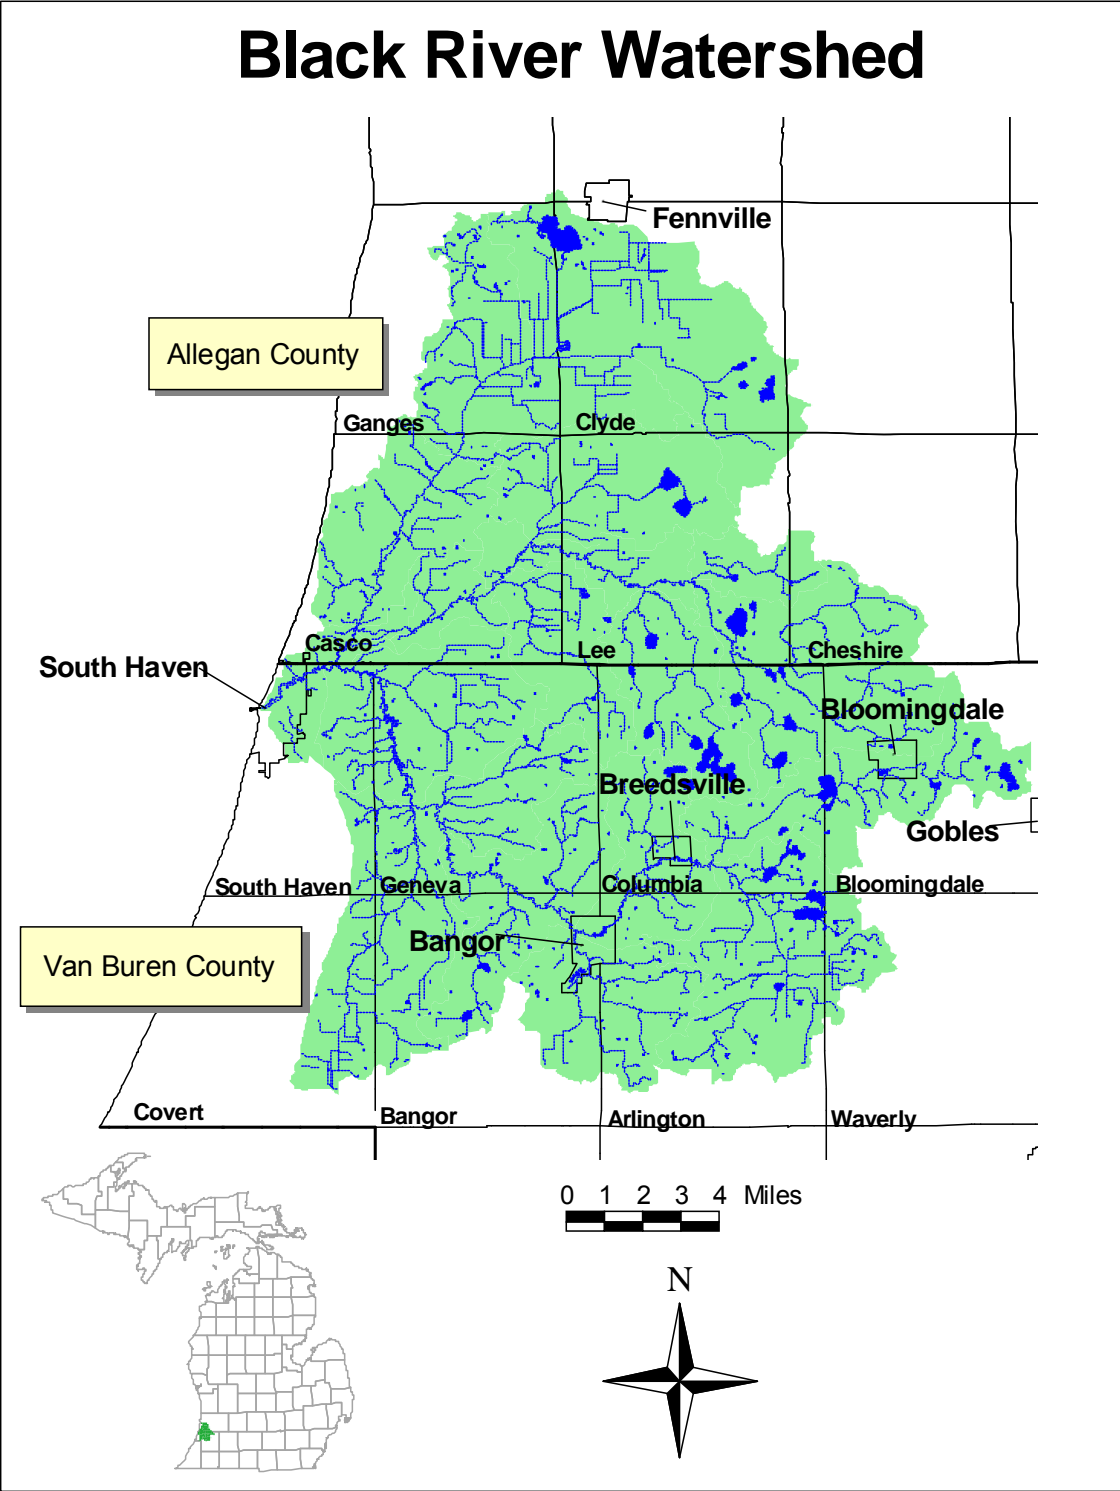 Black River Watershed
Fennville
Allegan County
Ganges
Clyde
Casco
Lee
Cheshire
South Haven
Bloomingdale
Breedsville
Gobles
South Haven
Geneva
Columbia
Bloomingdale
Bangor
Van Buren County
Covert
Bangor
Arlington
Waverly
0 1 2 3 4 Miles
N